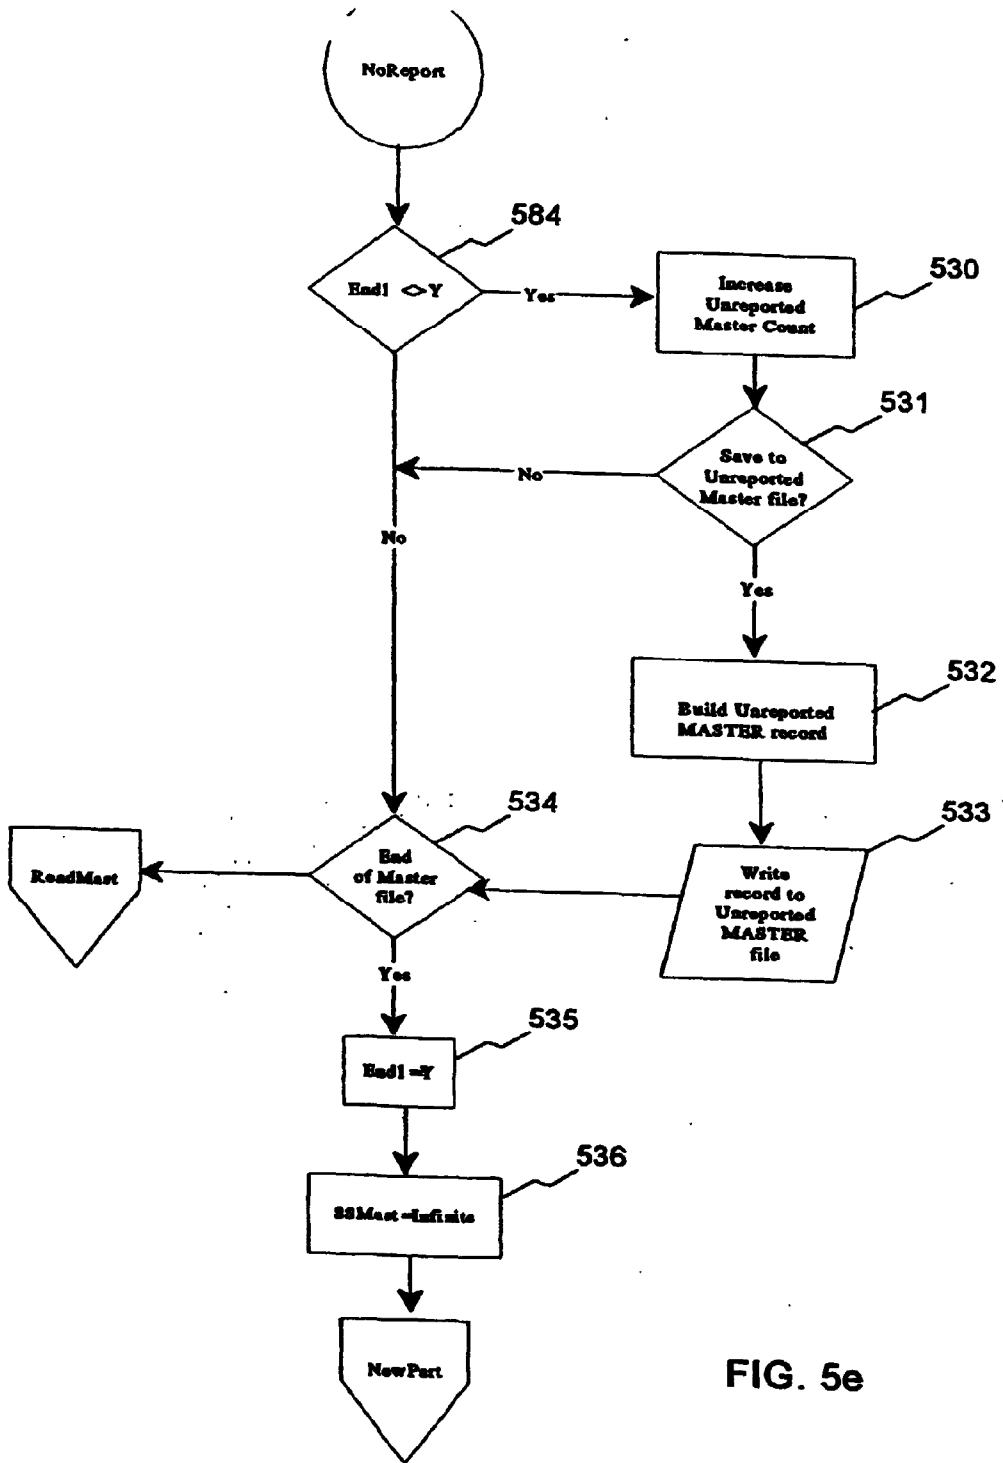 NoReport
584
End1 <>Y
Yes
Increase
Unreported
Master Count
530
531
Save to
Unreported
Master file?
No
No
Yes
532
Build Unreported
MASTER record
534
533
End
of Master
file?
ReadMast
Write
record to
Unreported
MASTER
file
Yes
535
End1=Y
536
SSMast=Infinite
NewPart
FIG. 5e